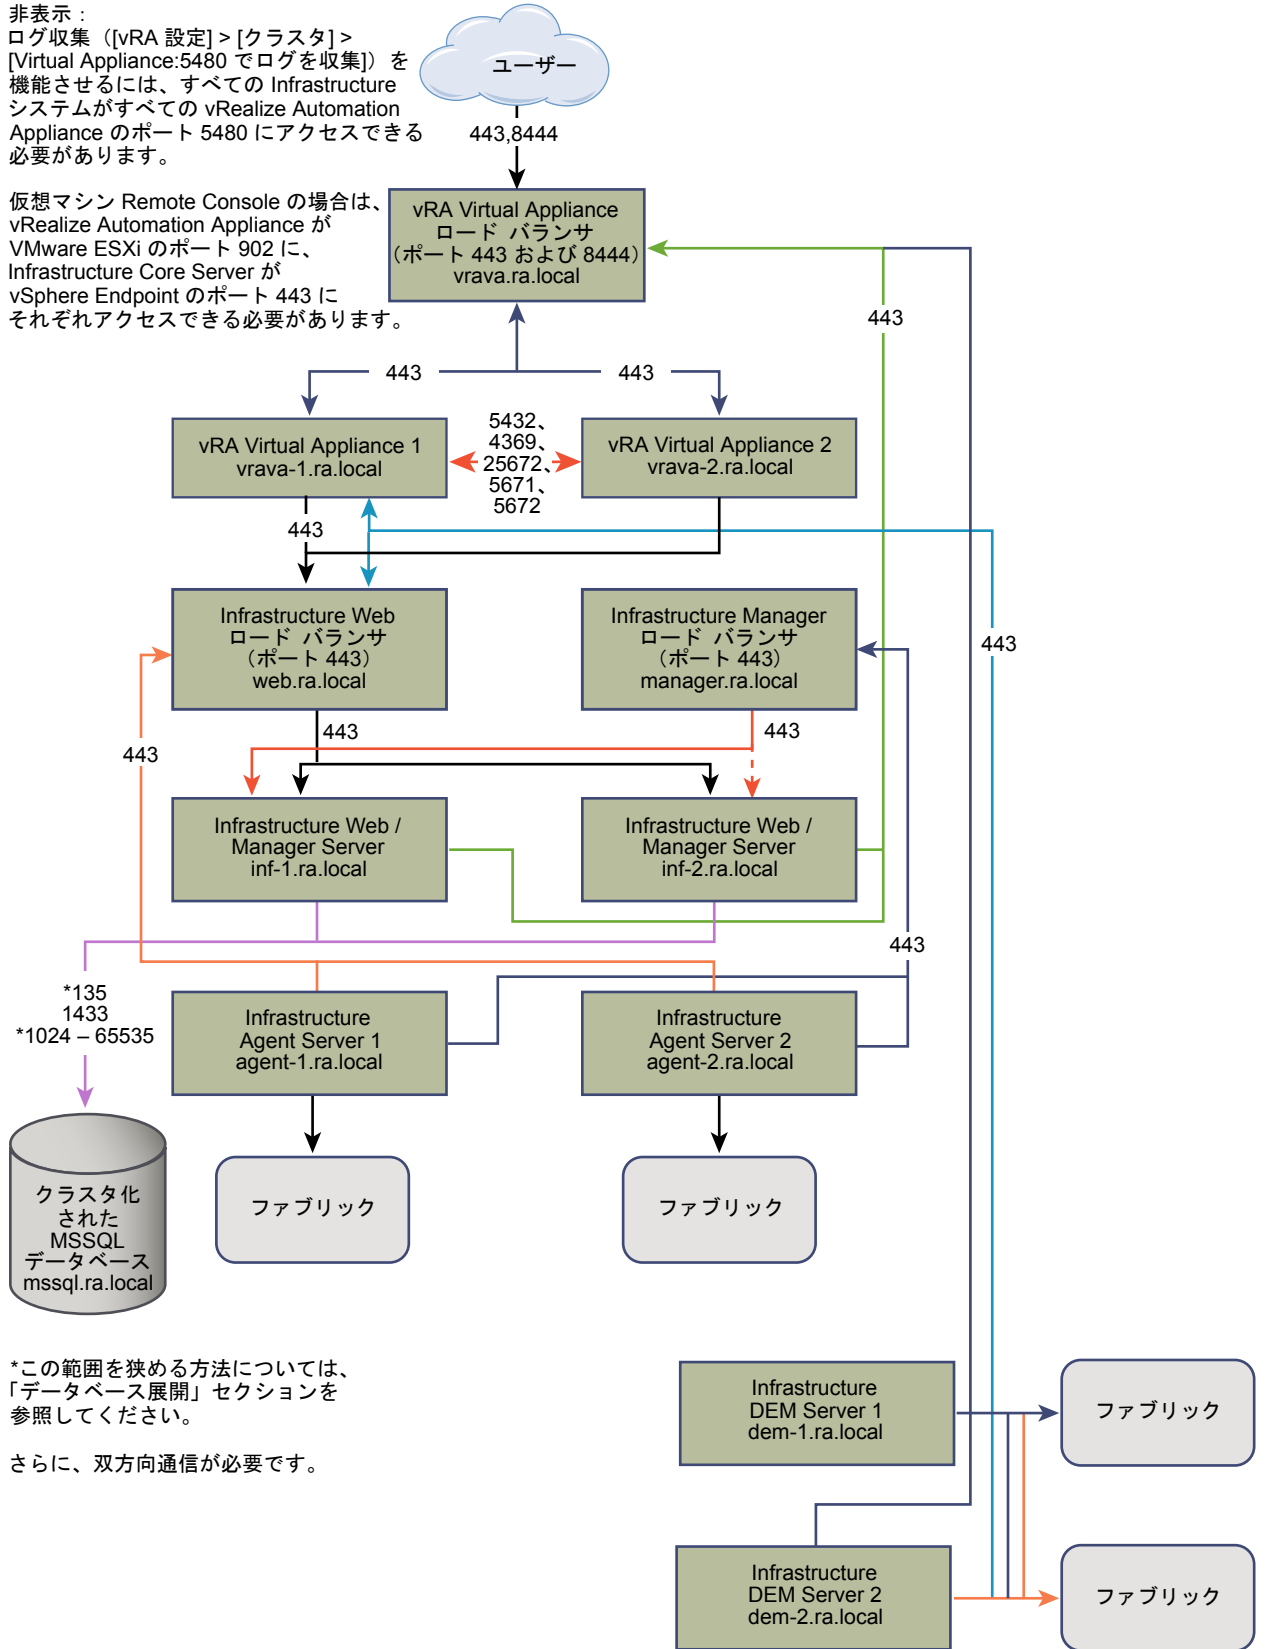 非表示：
ログ収集（[vRA 設定] > [クラスタ] >
[Virtual Appliance:5480 でログを収集]）を
機能させるには、すべての Infrastructure
システムがすべての vRealize Automation
Appliance のポート 5480 にアクセスできる
必要があります。
仮想マシン Remote Console の場合は、
vRealize Automation Appliance が
VMware ESXi のポート 902 に、
Infrastructure Core Server が
vSphere Endpoint のポート 443 に
それぞれアクセスできる必要があります。
ユーザー
443,8444
vRA Virtual Appliance
ロード バランサ
（ポート 443 および 8444）
vrava.ra.local
443
443
443
vRA Virtual Appliance 1
vrava-1.ra.local
5432、
4369、
25672、
5671、
5672
vRA Virtual Appliance 2
vrava-2.ra.local
443
Infrastructure Web
ロード バランサ
（ポート 443）
web.ra.local
Infrastructure Manager
ロード バランサ
（ポート 443）
manager.ra.local
443
443
443
443
Infrastructure Web /
Manager Server
inf-1.ra.local
Infrastructure Web /
Manager Server
inf-2.ra.local
443
*135
1433
*1024 – 65535
Infrastructure
Agent Server 1
agent-1.ra.local
Infrastructure
Agent Server 2
agent-2.ra.local
クラスタ化
された
MSSQL
データベース
mssql.ra.local
ファブリック
ファブリック
*この範囲を狭める方法については、
「データベース展開」セクションを
参照してください。
さらに、双方向通信が必要です。
Infrastructure
DEM Server 1
dem-1.ra.local
ファブリック
Infrastructure
DEM Server 2
dem-2.ra.local
ファブリック